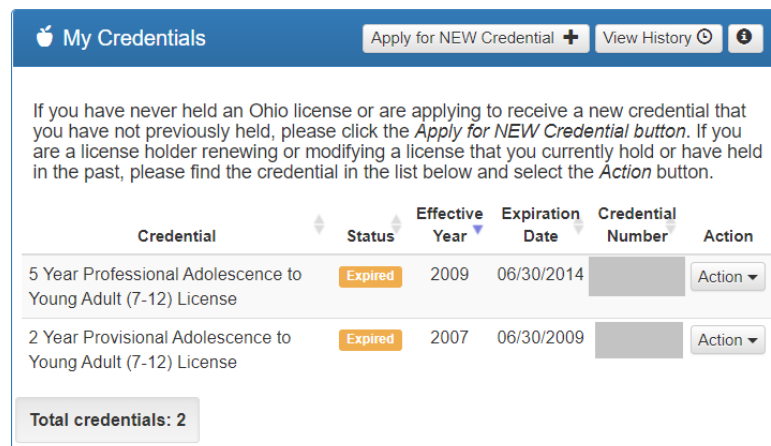 My Credentials
Apply for NEW Credential
View History
If you have never held an Ohio license or are applying to receive a new credential that
you have not previously held, please click the Apply for NEW Credential button. If you
are a license holder renewing or modifying a license that you currently hold or have held
in the past, please find the credential in the list below and select the Action button.
Credential Status Effective Year Expiration Date Credential Number Action
5 Year Professional Adolescence to
Young Adult (7-12) License
Expired 2009 06/30/2014 Action
2 Year Provisional Adolescence to
Young Adult (7-12) License
Expired 2007 06/30/2009 Action
Total credentials: 2